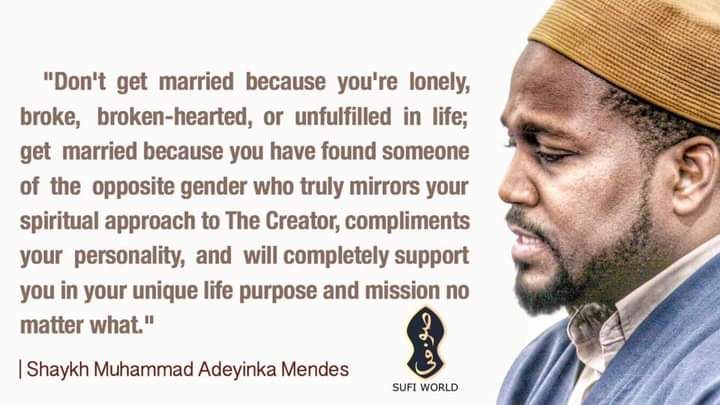 "Don't get married because you're lonely,
broke, broken-hearted, or unfulfilled in life;
get married because you have found someone
of the opposite gender who truly mirrors your
spiritual approach to The Creator, compliments
your personality, and will completely support
you in your unique life purpose and mission no
matter what."
| Shaykh Muhammad Adeyinka Mendes
صوفي
SUFI WORLD